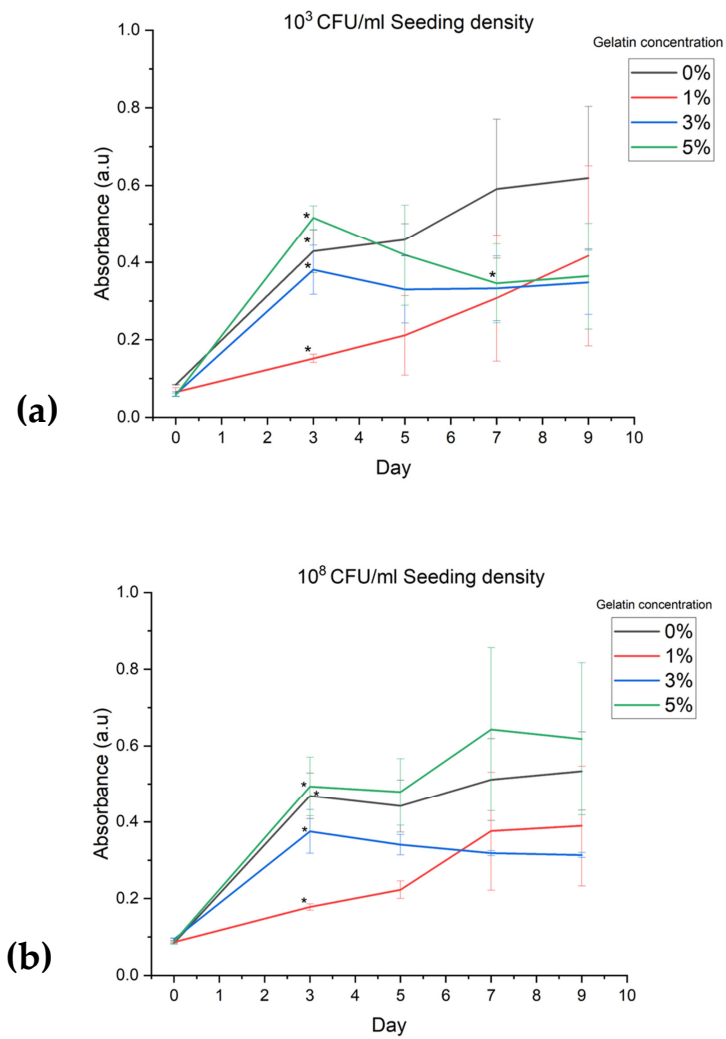 10³ CFU/ml Seeding density
Gelatin concentration
0%
1%
3%
5%
1.0
0.8
0.6
0.4
0.2
0.0
Absorbance (a.u)
*
*
*
*
*
0 1 2 3 4 5 6 7 8 9 10
Day
(a)
10⁸ CFU/ml Seeding density
Gelatin concentration
0%
1%
3%
5%
1.0
0.8
0.6
0.4
0.2
0.0
Absorbance (a.u)
*
*
*
*
0 1 2 3 4 5 6 7 8 9 10
Day
(b)